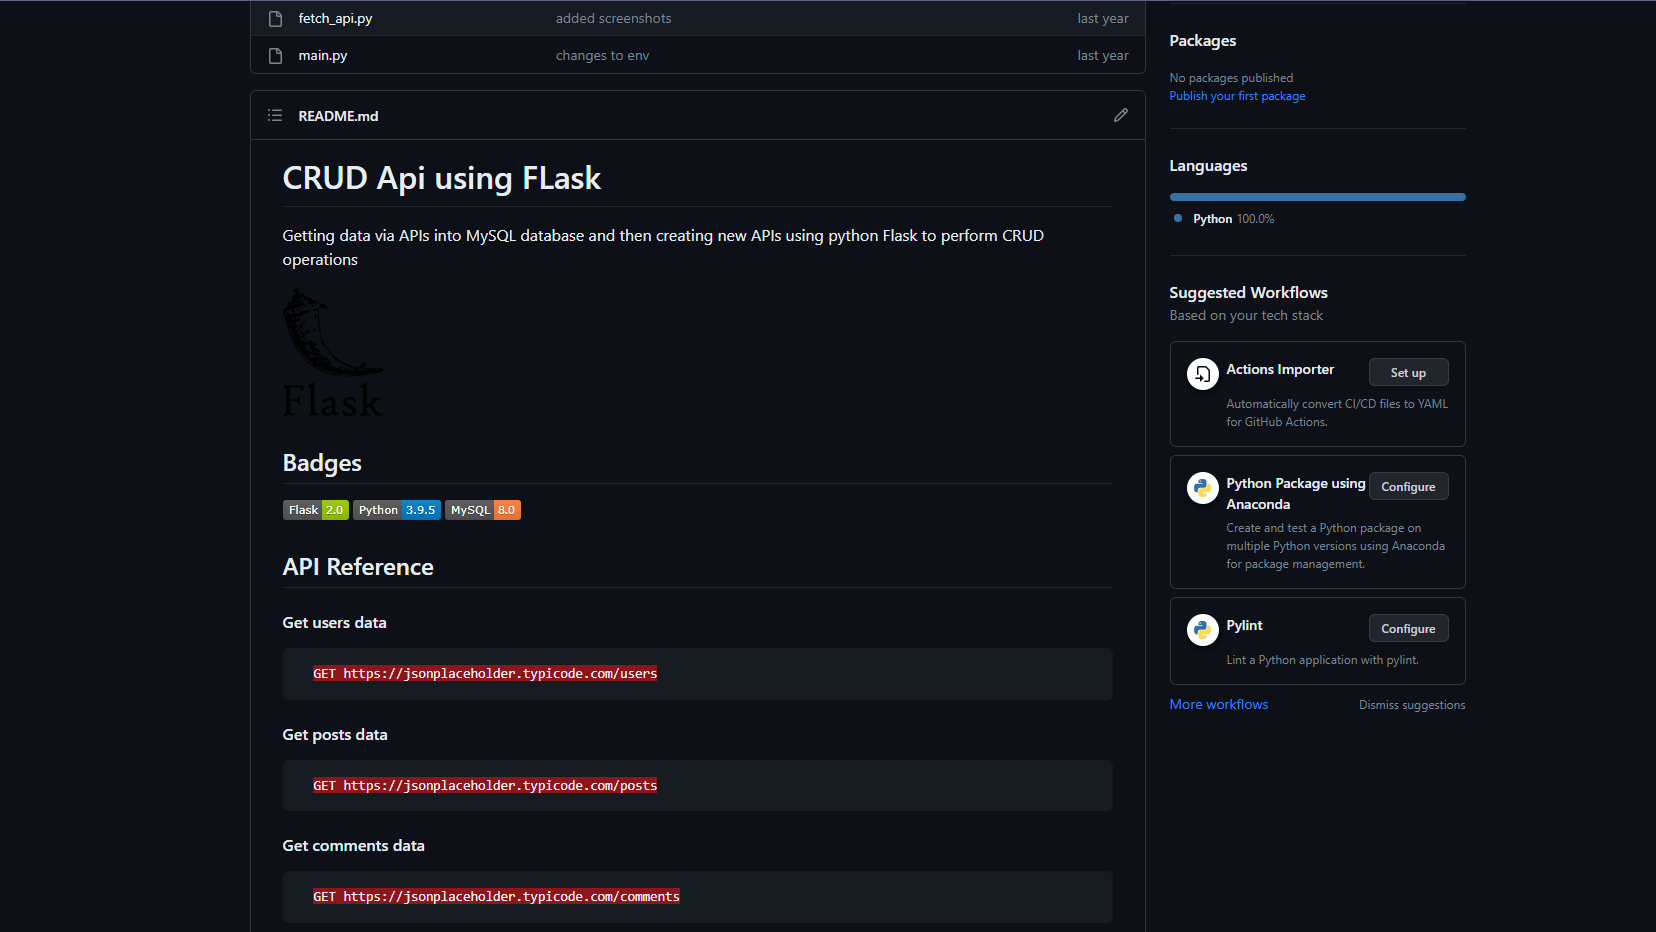 fetch_api.py added screenshots last year
main.py changes to env last year
README.md
CRUD Api using FLask
Getting data via APIs into MySQL database and then creating new APIs using python Flask to perform CRUD
operations
Flask
Badges
Flask 2.0 Python 3.9.5 MySQL 8.0
API Reference
Get users data
GET https://jsonplaceholder.typicode.com/users
Get posts data
GET https://jsonplaceholder.typicode.com/posts
Get comments data
GET https://jsonplaceholder.typicode.com/comments
Packages
No packages published
Publish your first package
Languages
Python 100.0%
Suggested Workflows
Based on your tech stack
Actions Importer
Set up
Automatically convert CI/CD files to YAML
for GitHub Actions.
Python Package using
Anaconda
Configure
Create and test a Python package on
multiple Python versions using Anaconda
for package management.
Pylint
Configure
Lint a Python application with pylint.
More workflows Dismiss suggestions